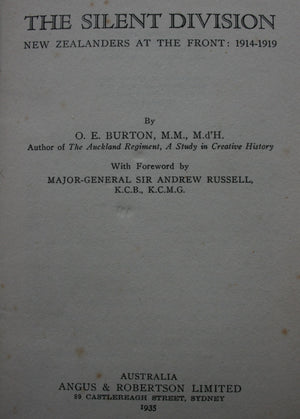 THE SILENT DIVISION
NEW ZEALANDERS AT THE FRONT: 1914-1919
By
O. E. BURTON, M.M., M.d'H.
Author of The Auckland Regiment, A Study in Creative History
With Foreword by
MAJOR-GENERAL SIR ANDREW RUSSELL,
K.C.B., K.C.M.G.
AUSTRALIA
ANGUS & ROBERTSON LIMITED
89 CASTLEREAGH STREET, SYDNEY
1935